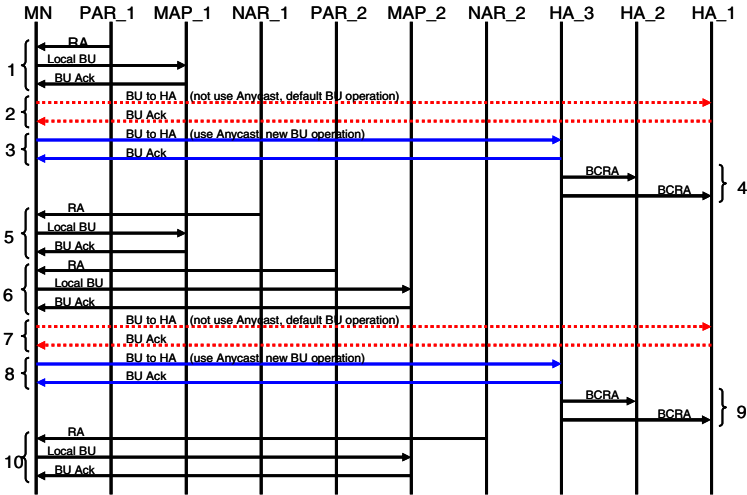 MN PAR_1 MAP_1 NAR_1 PAR_2 MAP_2 NAR_2 HA_3 HA_2 HA_1
RA
1 Local BU
BU Ack
BU to HA (not use Anycast, default BU operation)
2 BU Ack
BU to HA (use Anycast, new BU operation)
3 BU Ack
BCRA
4
BCRA
RA
5 Local BU
BU Ack
RA
6 Local BU
BU Ack
BU to HA (not use Anycast, default BU operation)
7 BU Ack
BU to HA (use Anycast, new BU operation)
8 BU Ack
BCRA
9
BCRA
RA
10 Local BU
BU Ack